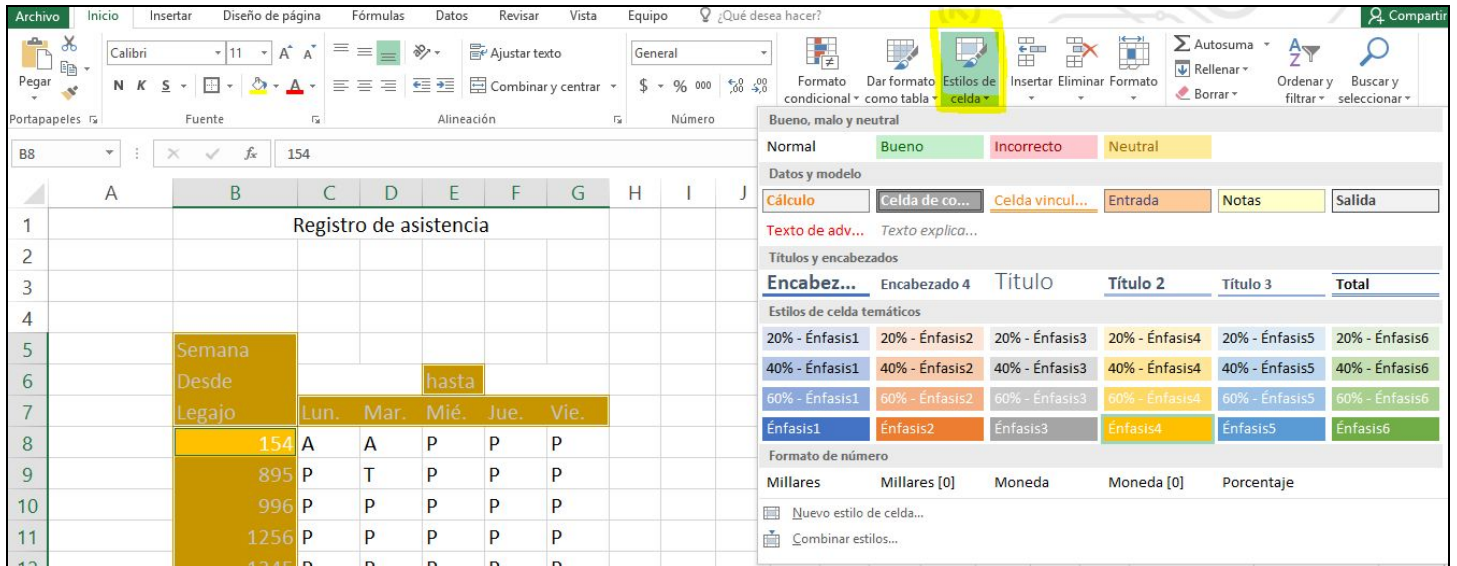 Archivo Inicio Insertar Diseño de página Fórmulas Datos Revisar Vista Equipo ¿Qué desea hacer? Compartir
Calibri 11 A A Ajustar texto General Autosuma
Pegar Rellenar
N K S A Combinar y centrar $ % 000 Formato condicional Dar formato como tabla Estilos de celda Insertar Eliminar Formato Borrar Ordenar y filtrar Buscar y seleccionar
Portapapeles Fuente Alineación Número
B8 fx 154
A B C D E F G H I J
1 Registro de asistencia
2
3
4
5 Semana
6 Desde hasta
7 Legajo Lun. Mar. Mié. Jue. Vie.
8 154 A A P P P
9 895 P T P P P
10 996 P P P P P
11 1256 P P P P P
Bueno, malo y neutral
Normal Bueno Incorrecto Neutral
Datos y modelo
Cálculo Celda de co... Celda vincul... Entrada Notas Salida
Texto de adv... Texto explica...
Títulos y encabezados
Encabez... Encabezado 4 Título Título 2 Título 3 Total
Estilos de celda temáticos
20% - Énfasis1 20% - Énfasis2 20% - Énfasis3 20% - Énfasis4 20% - Énfasis5 20% - Énfasis6
40% - Énfasis1 40% - Énfasis2 40% - Énfasis3 40% - Énfasis4 40% - Énfasis5 40% - Énfasis6
60% - Énfasis1 60% - Énfasis2 60% - Énfasis3 60% - Énfasis4 60% - Énfasis5 60% - Énfasis6
Énfasis1 Énfasis2 Énfasis3 Énfasis4 Énfasis5 Énfasis6
Formato de número
Millares Millares [0] Moneda Moneda [0] Porcentaje
Nuevo estilo de celda...
Combinar estilos...